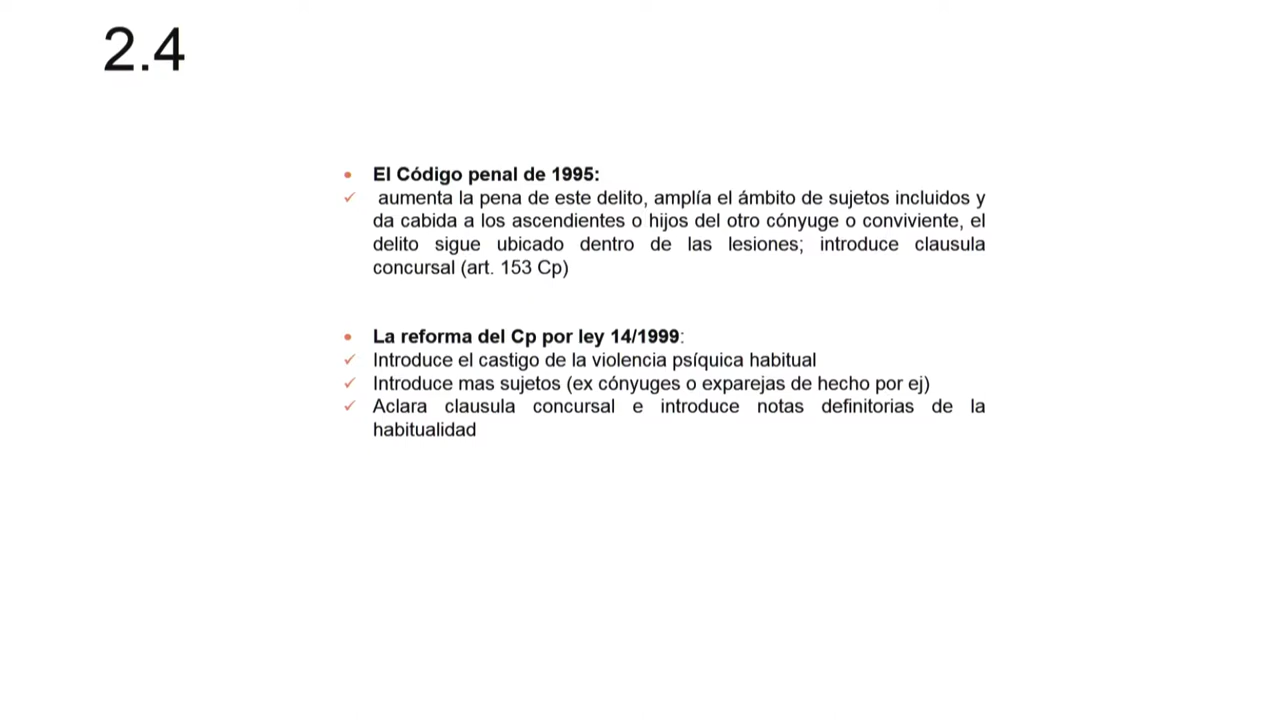 2.4
• El Código penal de 1995:
✓ aumenta la pena de este delito, amplía el ámbito de sujetos incluidos y
da cabida a los ascendientes o hijos del otro cónyuge o conviviente, el
delito sigue ubicado dentro de las lesiones; introduce clausula
concursal (art. 153 Cp)
• La reforma del Cp por ley 14/1999:
✓ Introduce el castigo de la violencia psíquica habitual
✓ Introduce mas sujetos (ex cónyuges o exparejas de hecho por ej)
✓ Aclara clausula concursal e introduce notas definitorias de la
habitualidad